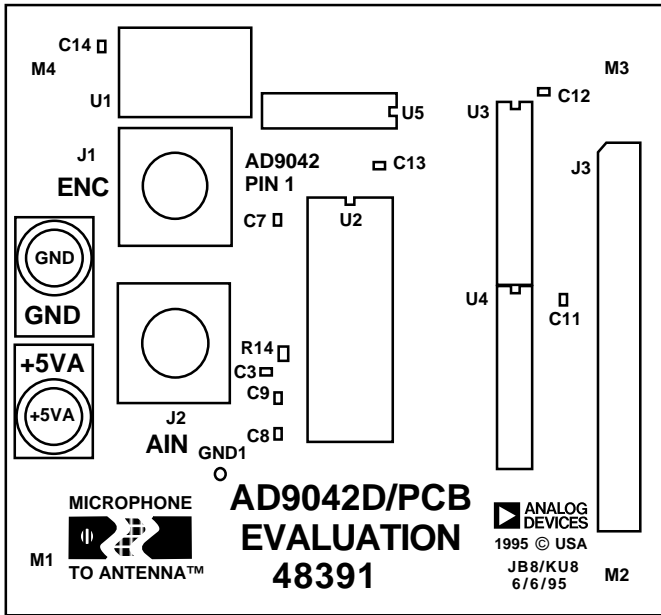 C14
M4
U1
M3
C12
U5
U3
J1
ENC
AD9042
PIN 1
C13
J3
C7
U2
GND
GND
U4
C11
+5VA
+5VA
R14
C3
C9
C8
J2
AIN
GND1
MICROPHONE
TO ANTENNA™
M1
AD9042D/PCB
EVALUATION
48391
ANALOG
DEVICES
1995 © USA
JB8/KU8
6/6/95
M2